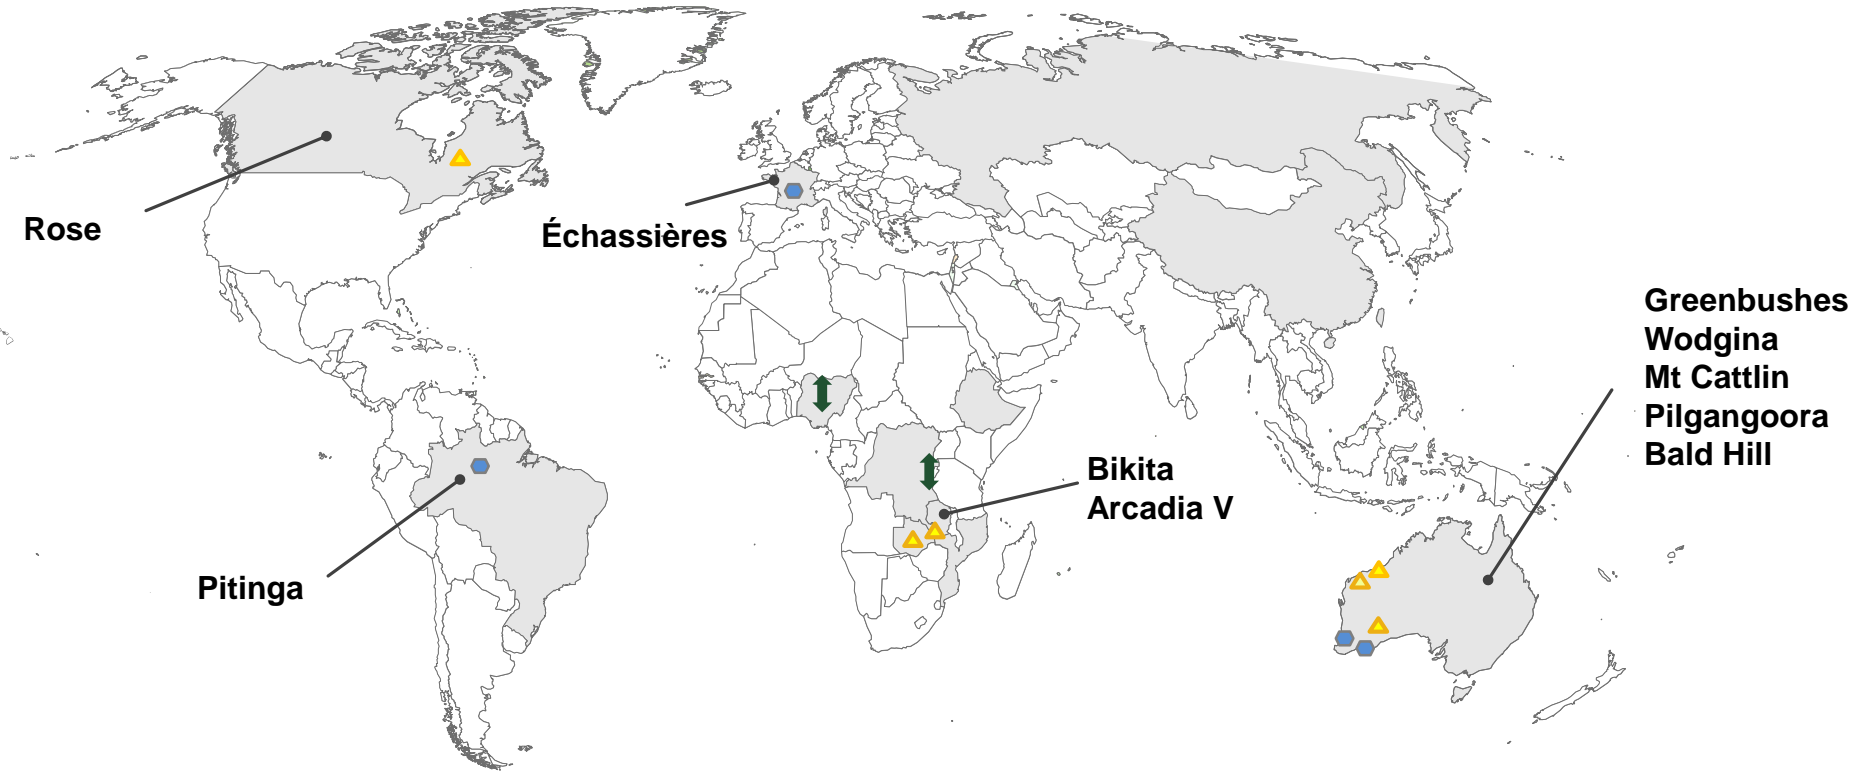 Rose
Échassières
Greenbushes
Wodgina
Mt Cattlin
Pilgangoora
Bald Hill
Bikita
Arcadia V
Pitinga